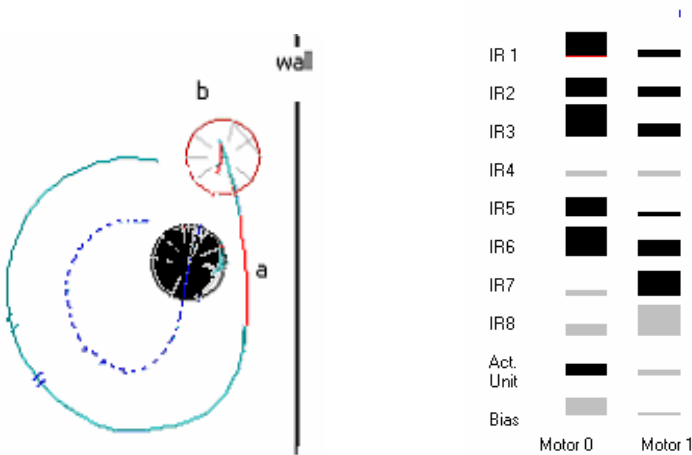 wall
b
a
IR 1
IR2
IR3
IR4
IR5
IR6
IR7
IR8
Act.
Unit
Bias
Motor 0 Motor 1